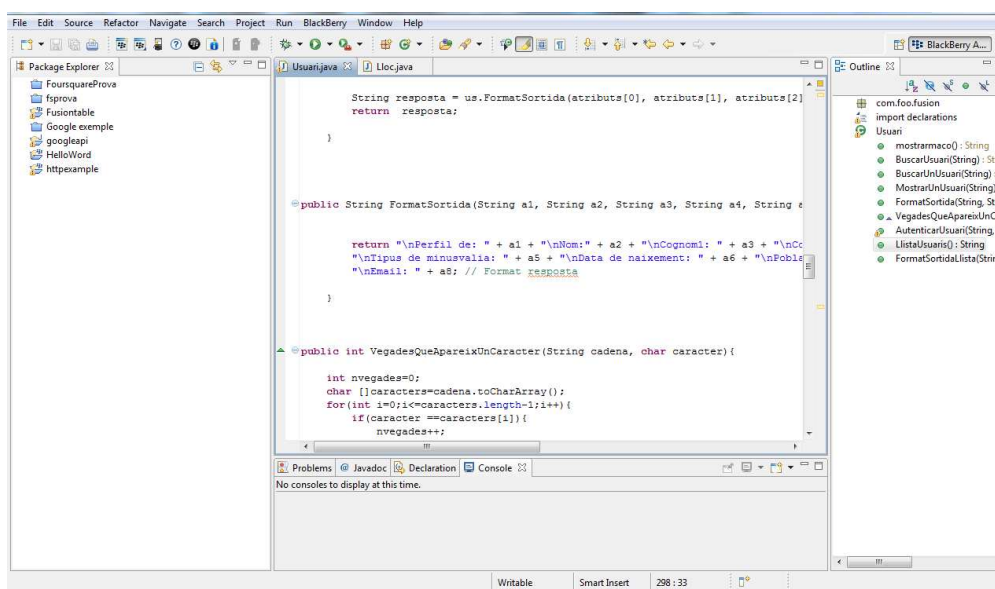 File Edit Source Refactor Navigate Search Project Run BlackBerry Window Help
BlackBerry A...
Package Explorer
FoursquareProva
fsprova
Fusiontable
Google exemple
googleapi
HelloWord
httpexample
Usuari.java
Lloc.java
String resposta = us.FormatSortida(atributs[0], atributs[1], atributs[2]
return resposta;
}
public String FormatSortida(String a1, String a2, String a3, String a4, String a
return "\nPerfil de: " + a1 + "\nNom:" + a2 + "\nCognom1: " + a3 + "\nCo
"\nTipus de minusvalia: " + a5 + "\nData de naixement: " + a6 + "\nPobla
"\nEmail: " + a8; // Format resposta
}
public int VegadesQueApareixUnCaracter(String cadena, char caracter){
int nvegades=0;
char []caracters=cadena.toCharArray();
for(int i=0;i<=caracters.length-1;i++){
if(caracter ==caracters[i]){
nvegades++;
Problems @ Javadoc Declaration Console
No consoles to display at this time.
Outline
com.foo.fusion
import declarations
Usuari
mostrarmaco() : String
BuscarUsuari(String) : St
BuscarUnUsuari(String) :
MostrarUnUsuari(String)
FormatSortida(String, St
VegadesQueApareixUnC
AutenticarUsuari(String,
LlistaUsuaris() : String
FormatSortidaLlista(Strin
Writable Smart Insert 298 : 33